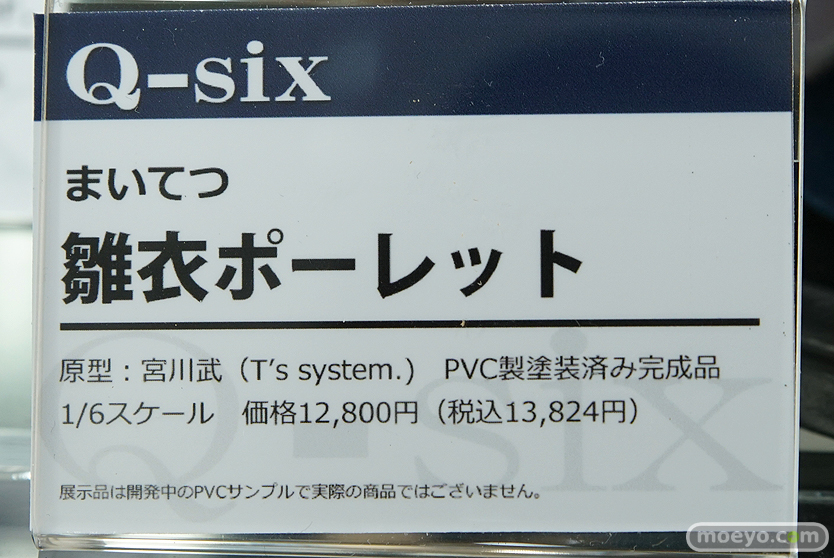 Q-six
まいてつ
雛衣ポーレット
原型：宮川武（T's system.） PVC製塗装済み完成品
1/6スケール 価格12,800円（税込13,824円）
Q-six
展示品は開発中のPVCサンプルで実際の商品ではございません。
moeyo.com